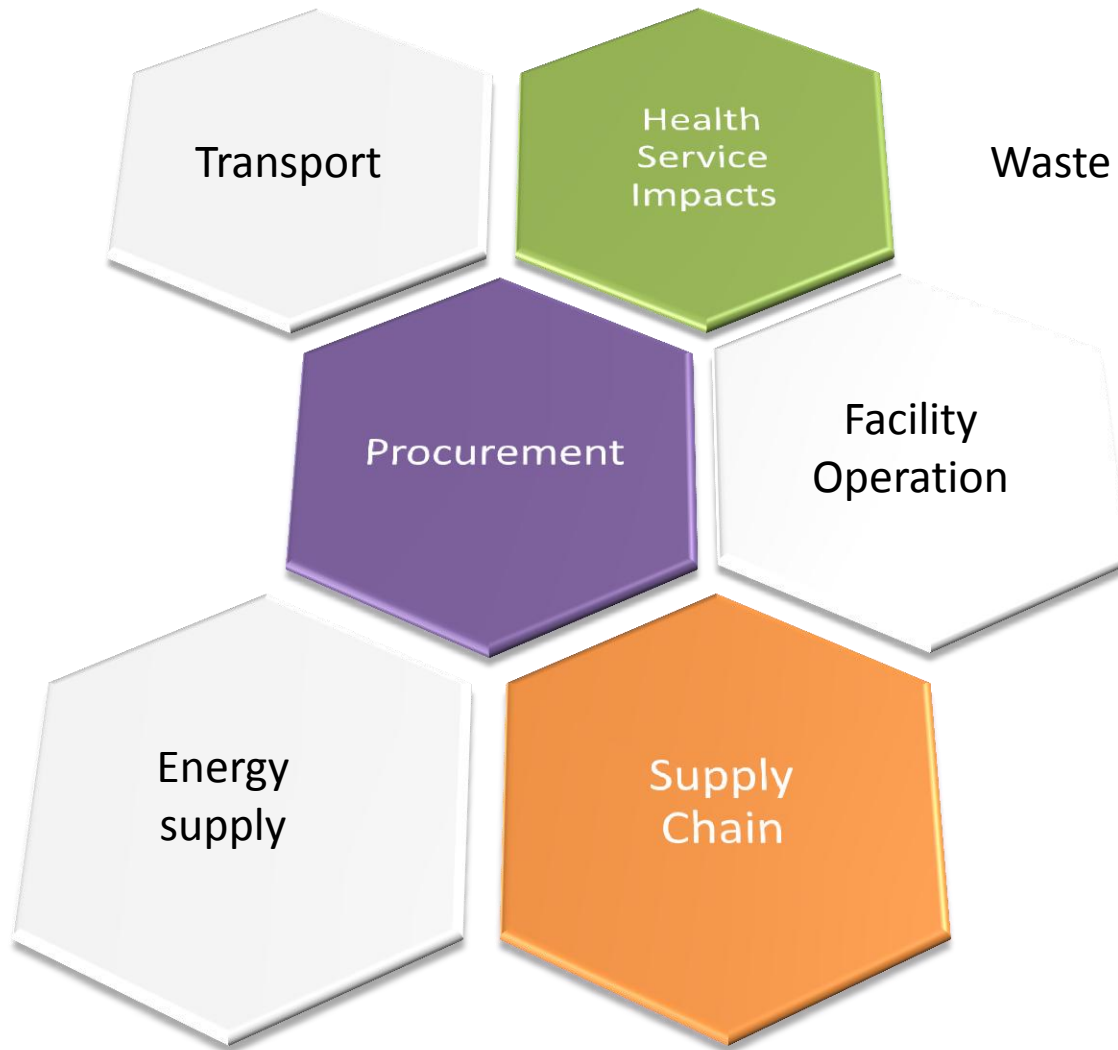 Transport
Health
Service
Impacts
Waste
Procurement
Facility
Operation
Energy
supply
Supply
Chain